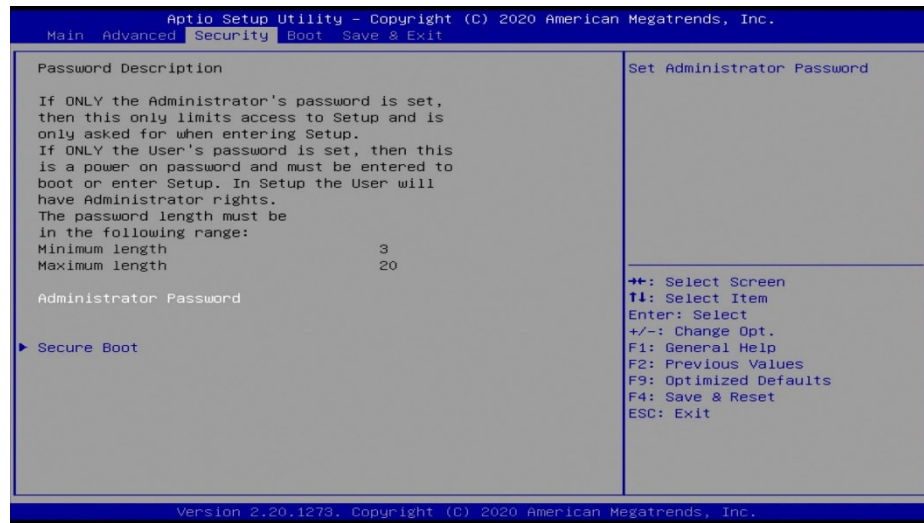 Aptio Setup Utility – Copyright (C) 2020 American Megatrends, Inc.
Main Advanced Security Boot Save & Exit
Password Description
If ONLY the Administrator's password is set,
then this only limits access to Setup and is
only asked for when entering Setup.
If ONLY the User's password is set, then this
is a power on password and must be entered to
boot or enter Setup. In Setup the User will
have Administrator rights.
The password length must be
in the following range:
Minimum length 3
Maximum length 20
Administrator Password
Secure Boot
Set Administrator Password
→←: Select Screen
↑↓: Select Item
Enter: Select
+/-: Change Opt.
F1: General Help
F2: Previous Values
F9: Optimized Defaults
F4: Save & Reset
ESC: Exit
Version 2.20.1273. Copyright (C) 2020 American Megatrends, Inc.